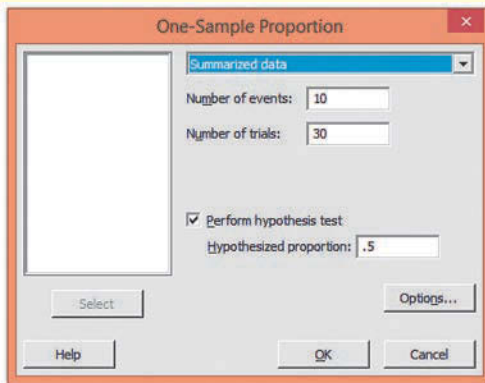 One-Sample Proportion
×
Summarized data
Number of events: 10
Number of trials: 30
Perform hypothesis test
Hypothesized proportion: .5
Select
Options...
Help
OK
Cancel